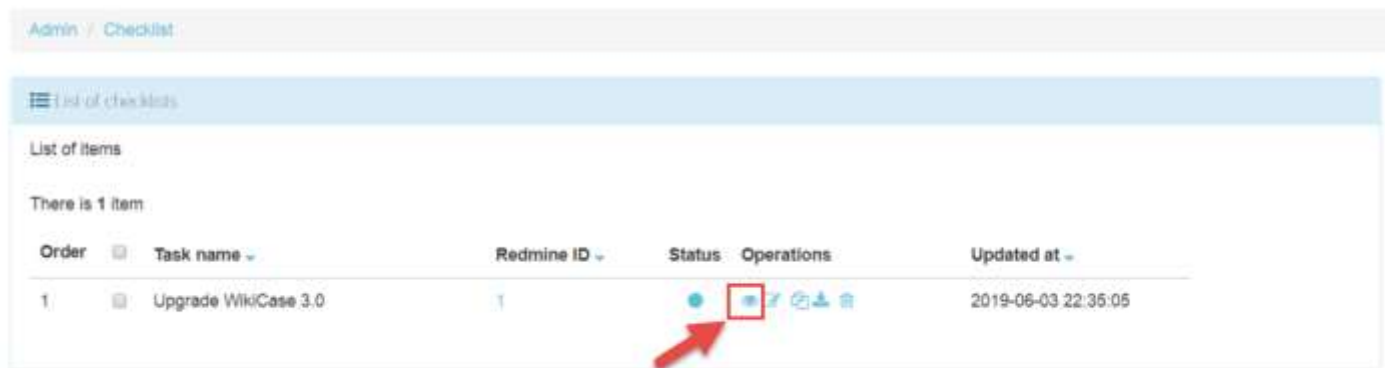 Admin / Checklist
List of checklists
List of items
There is 1 item
Order Task name Redmine ID Status Operations Updated at
1 Upgrade WikiCase 3.0 1 2019-06-03 22:35:05